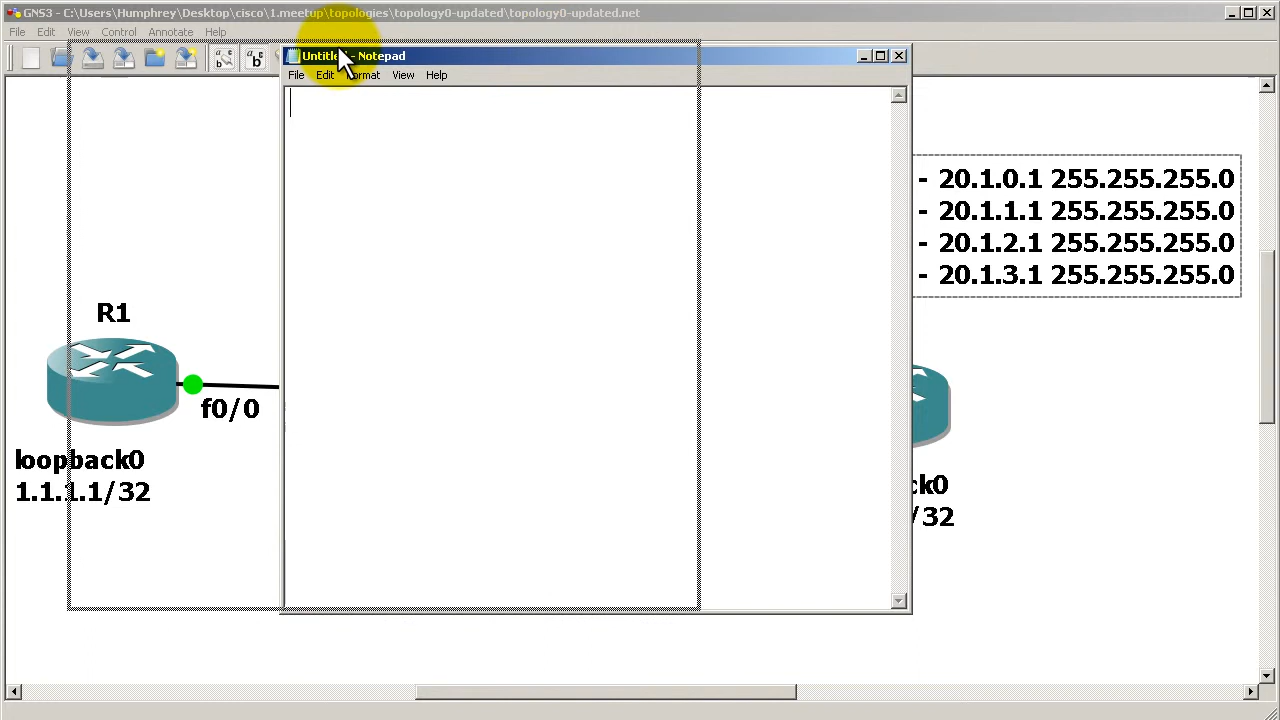 GNS3 - C:\Users\Humphrey\Desktop\cisco\1.meetup\topologies\topology0-updated\topology0-updated.net
File Edit View Control Annotate Help
- Notepad
File Edit Format View Help
- 20.1.0.1 255.255.255.0
- 20.1.1.1 255.255.255.0
- 20.1.2.1 255.255.255.0
- 20.1.3.1 255.255.255.0
R1
f0/0
loopback0
1.1.1.1/32
ck0
/32